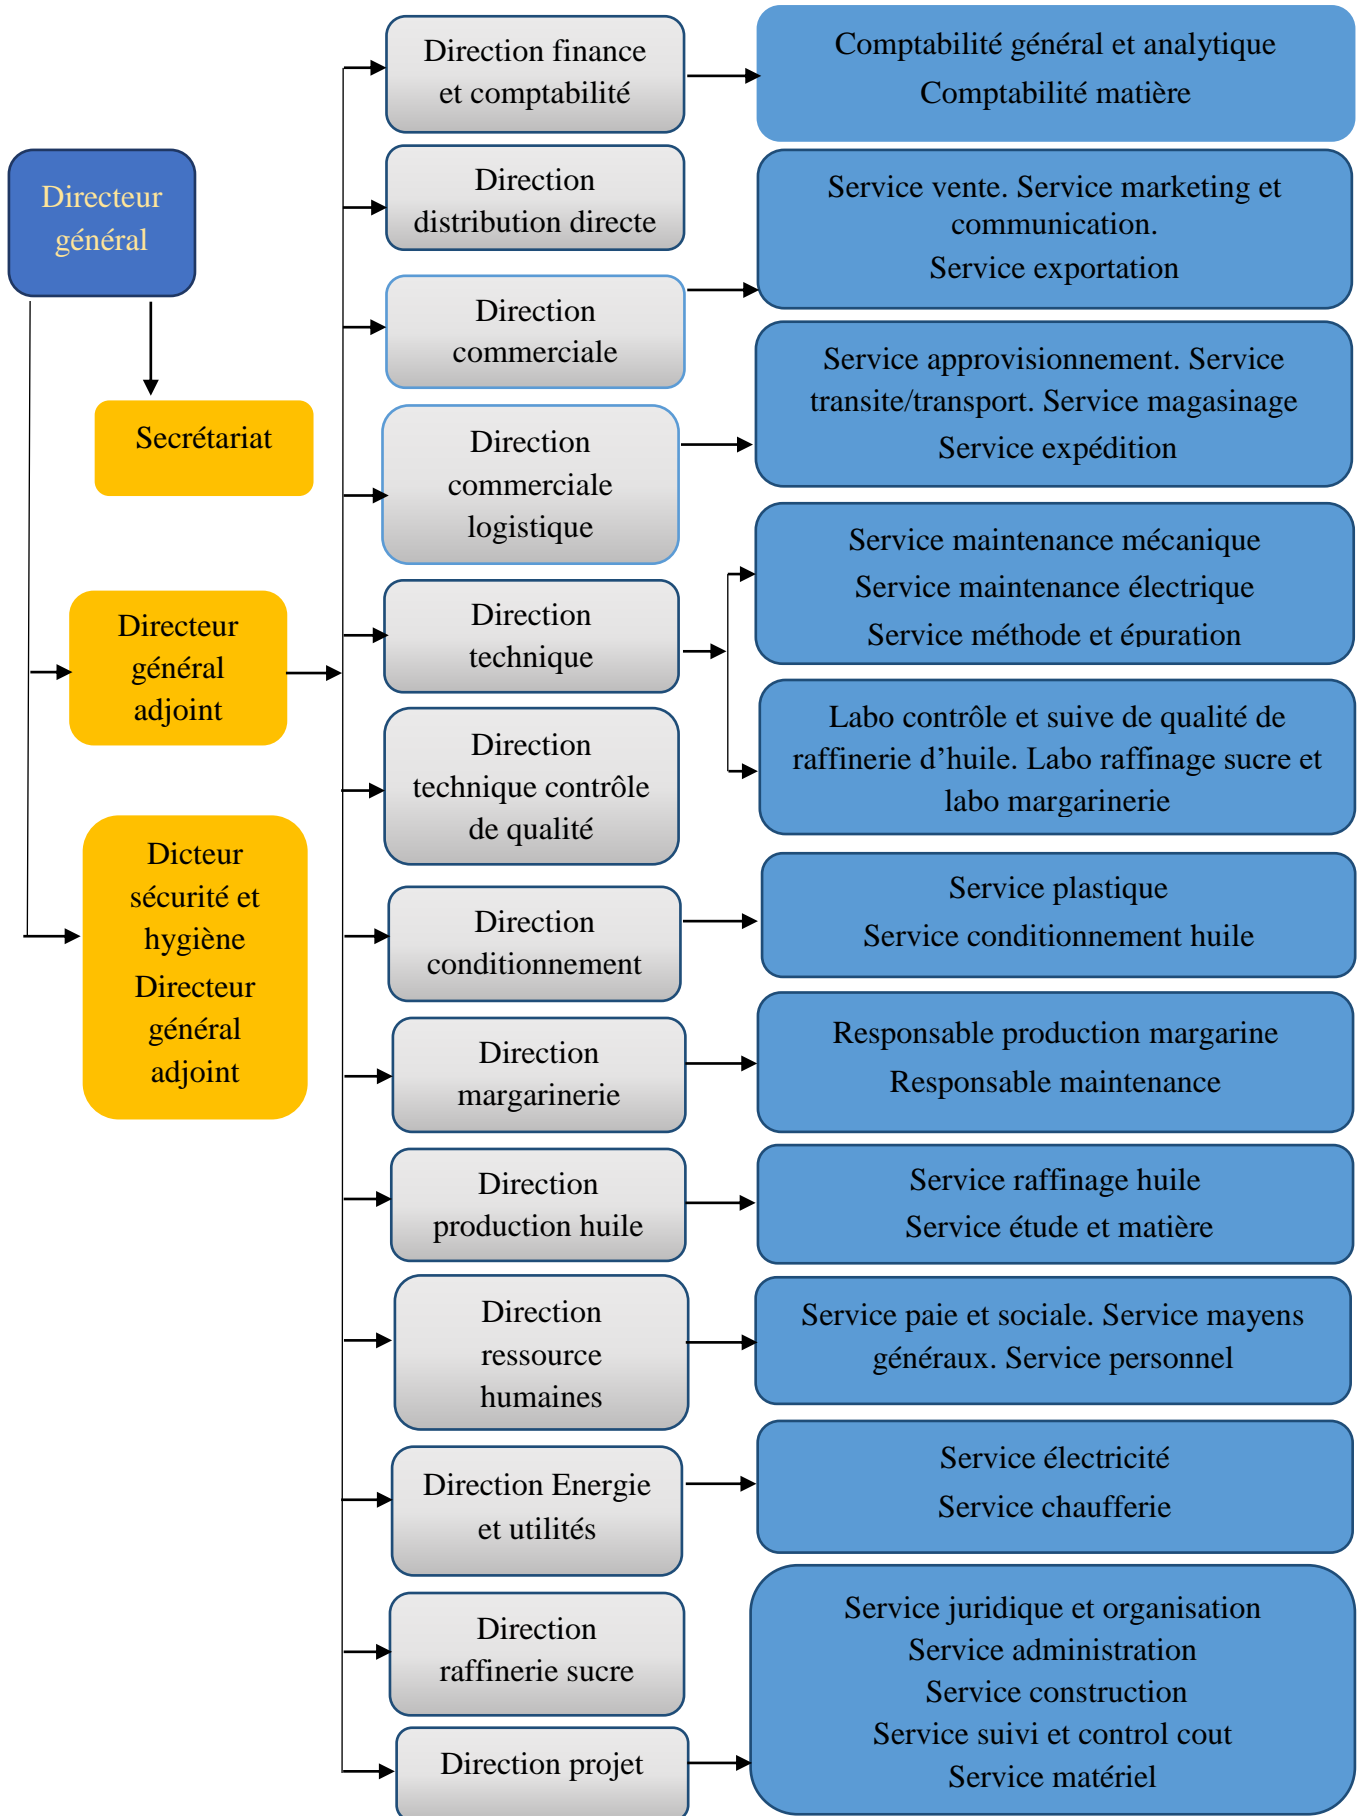 Directeur
général
Secrétariat
Directeur
général
adjoint
Dicteur
sécurité et
hygiène
Directeur
général
adjoint
Direction finance
et comptabilité
Comptabilité général et analytique
Comptabilité matière
Direction
distribution directe
Direction
commerciale
Service vente. Service marketing et
communication.
Service exportation
Direction
commerciale
logistique
Service approvisionnement. Service
transite/transport. Service magasinage
Service expédition
Direction
technique
Service maintenance mécanique
Service maintenance électrique
Service méthode et épuration
Labo contrôle et suive de qualité de
raffinerie d’huile. Labo raffinage sucre et
labo margarinerie
Direction
technique contrôle
de qualité
Direction
conditionnement
Service plastique
Service conditionnement huile
Direction
margarinerie
Responsable production margarine
Responsable maintenance
Direction
production huile
Service raffinage huile
Service étude et matière
Direction
ressource
humaines
Service paie et sociale. Service mayens
généraux. Service personnel
Direction Energie
et utilités
Service électricité
Service chaufferie
Direction
raffinerie sucre
Direction projet
Service juridique et organisation
Service administration
Service construction
Service suivi et control cout
Service matériel